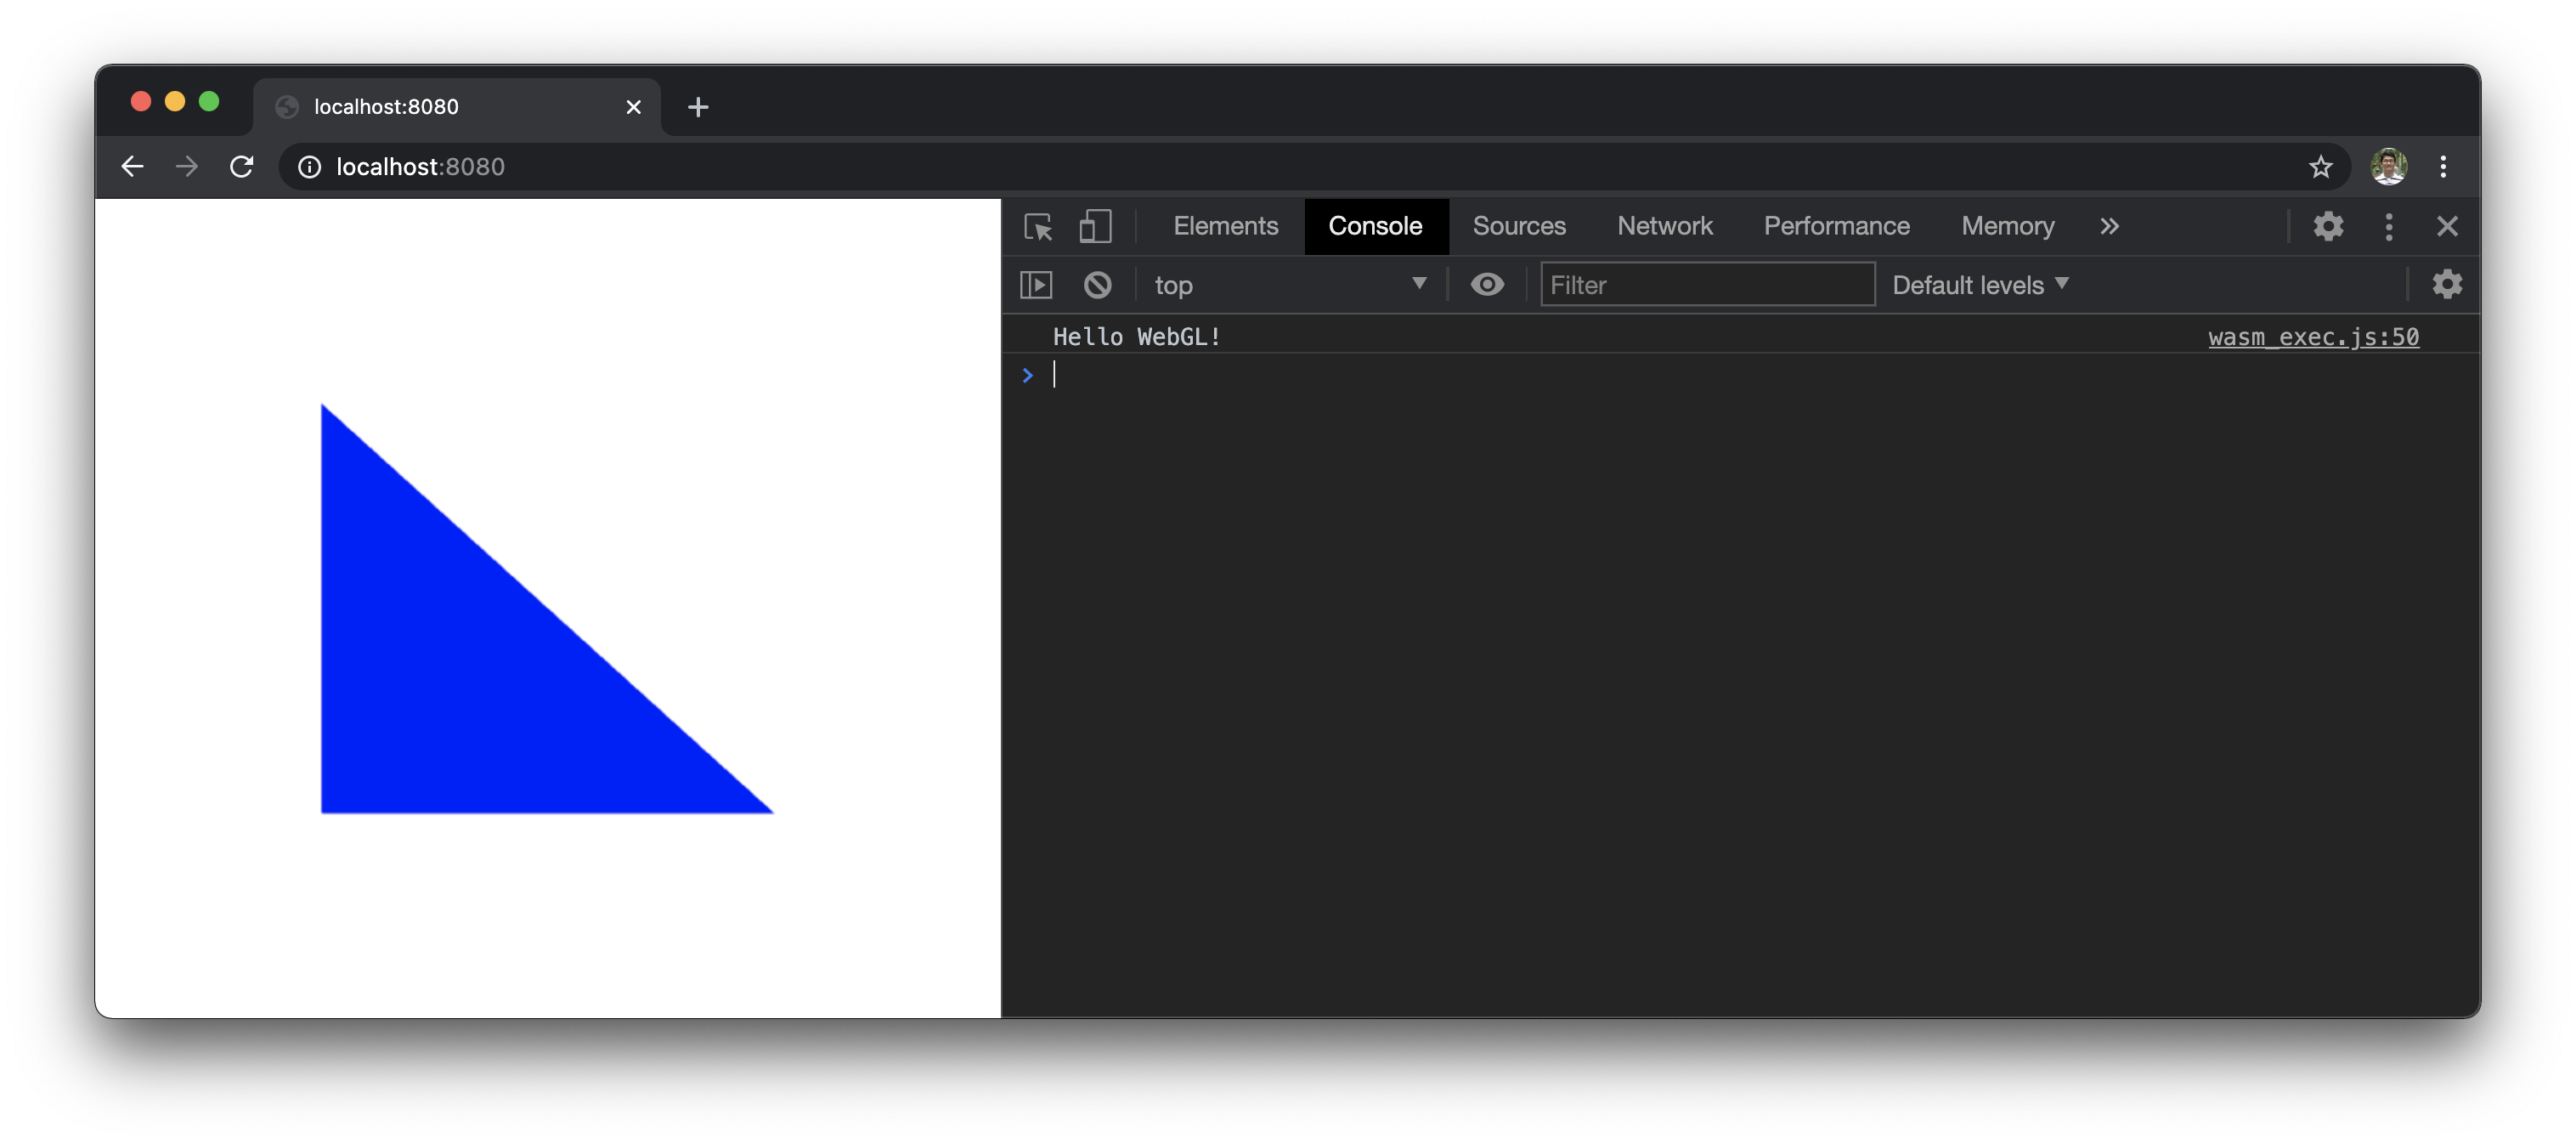 localhost:8080
localhost:8080
Elements Console Sources Network Performance Memory
top Filter Default levels
Hello WebGL! wasm_exec.js:50